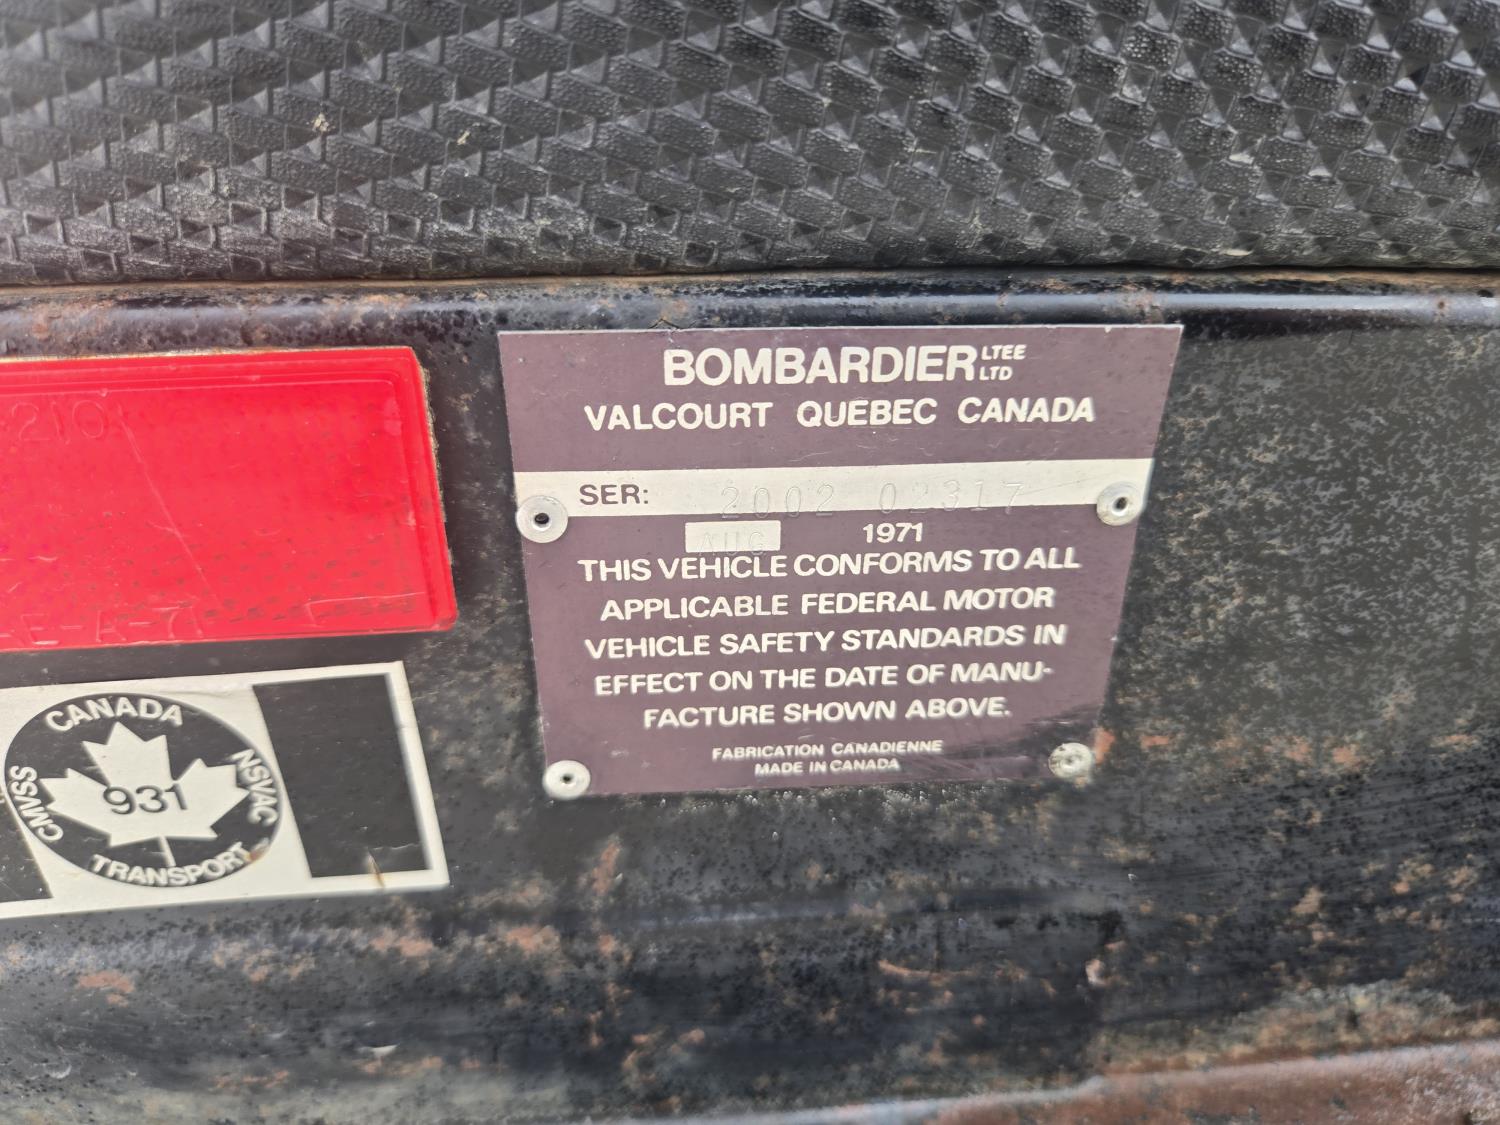 BOMBARDIER LTEE LTD
VALCOURT QUEBEC CANADA
SER: 2002 02317
AUG 1971
THIS VEHICLE CONFORMS TO ALL
APPLICABLE FEDERAL MOTOR
VEHICLE SAFETY STANDARDS IN
EFFECT ON THE DATE OF MANU-
FACTURE SHOWN ABOVE.
FABRICATION CANADIENNE
MADE IN CANADA
210
CANADA
CMVSS
931
NSVAC
TRANSPORT